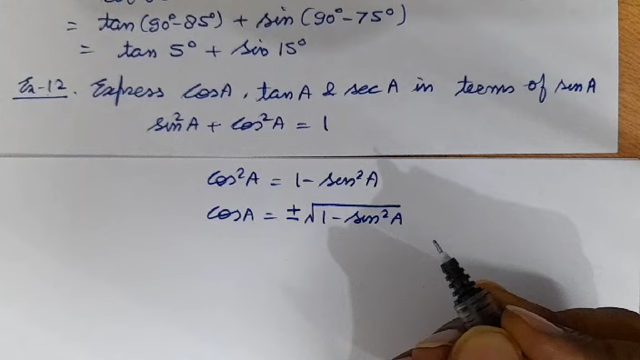 = tan (90°-85°) + sin (90°-75°)
= tan 5° + sin 15°
Ex-12. Express cosA, tanA & secA in terms of sinA
sin²A + cos²A = 1
cos²A = 1 - sin²A
cosA = ±√1 - sin²A